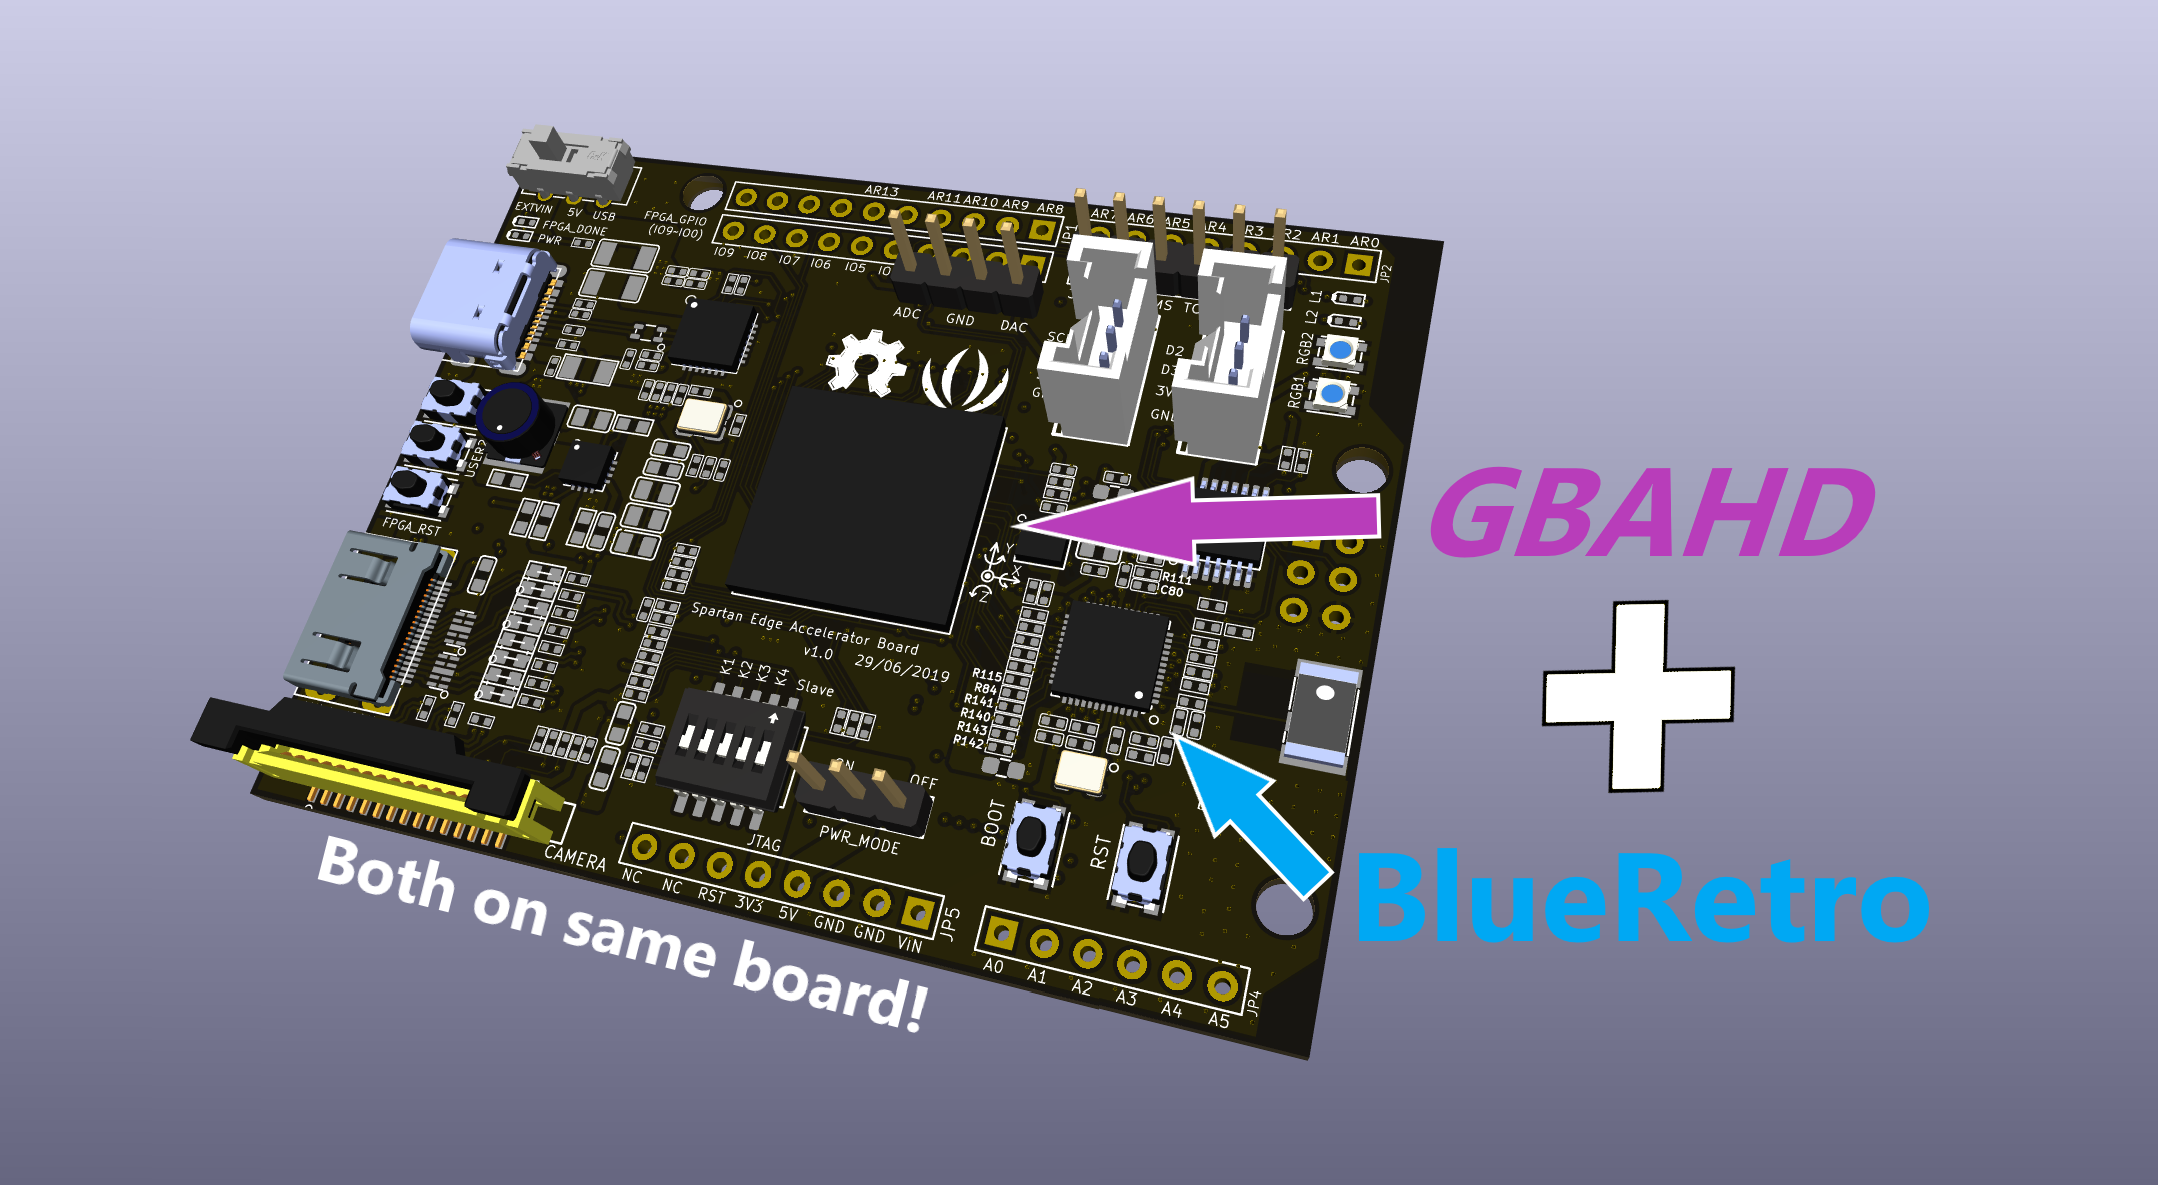 EXTVIN 5V USB
FPGA_DONE
PWR
FPGA_GPIO
(IO9~IO0)
AR13 AR11 AR10 AR9 AR8
AR7 AR6 AR5 AR4 AR3 AR2 AR1 AR0
JP2
IO9 IO8 IO7 IO6 IO5
ADC GND DAC
L1
L2
RGB2
RGB1
D2
USER2
FPGA_RST
GBAHD
Y
X
Z
R111
C80
Spartan Edge Accelerator Board
v1.0 29/06/2019
K1
K2
K3
K4
Slave
R115
R84
R141
R140
R143
R142
ON
OFF
PWR_MODE
BOOT
RST
BlueRetro
CAMERA
JTAG
NC NC RST 3V3 5V GND GND VIN
JP5
A0 A1 A2 A3 A4 A5
JP4
Both on same board!